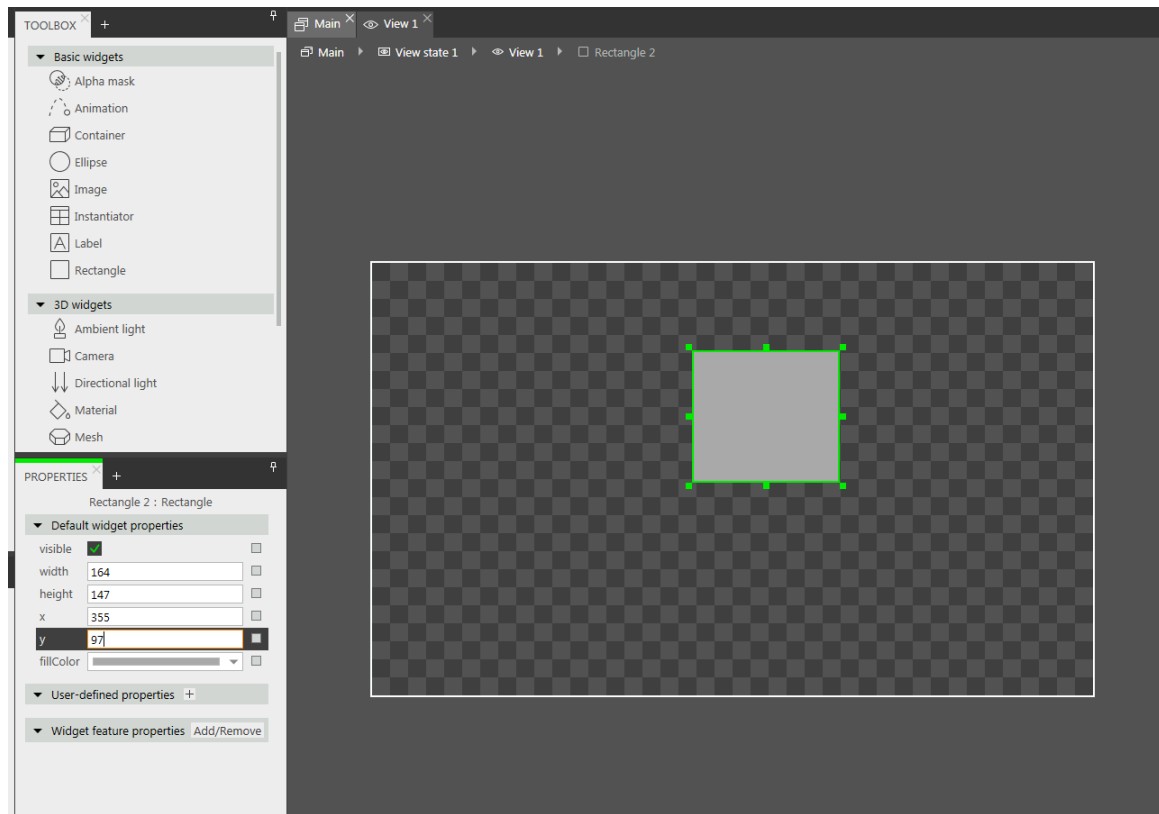 TOOLBOX
Main
View 1
Main
View state 1
View 1
Rectangle 2
Basic widgets
Alpha mask
Animation
Container
Ellipse
Image
Instantiator
A Label
Rectangle
3D widgets
Ambient light
Camera
Directional light
Material
Mesh
PROPERTIES
Rectangle 2 : Rectangle
Default widget properties
visible
width 164
height 147
x 355
y 97
fillColor
User-defined properties +
Widget feature properties Add/Remove